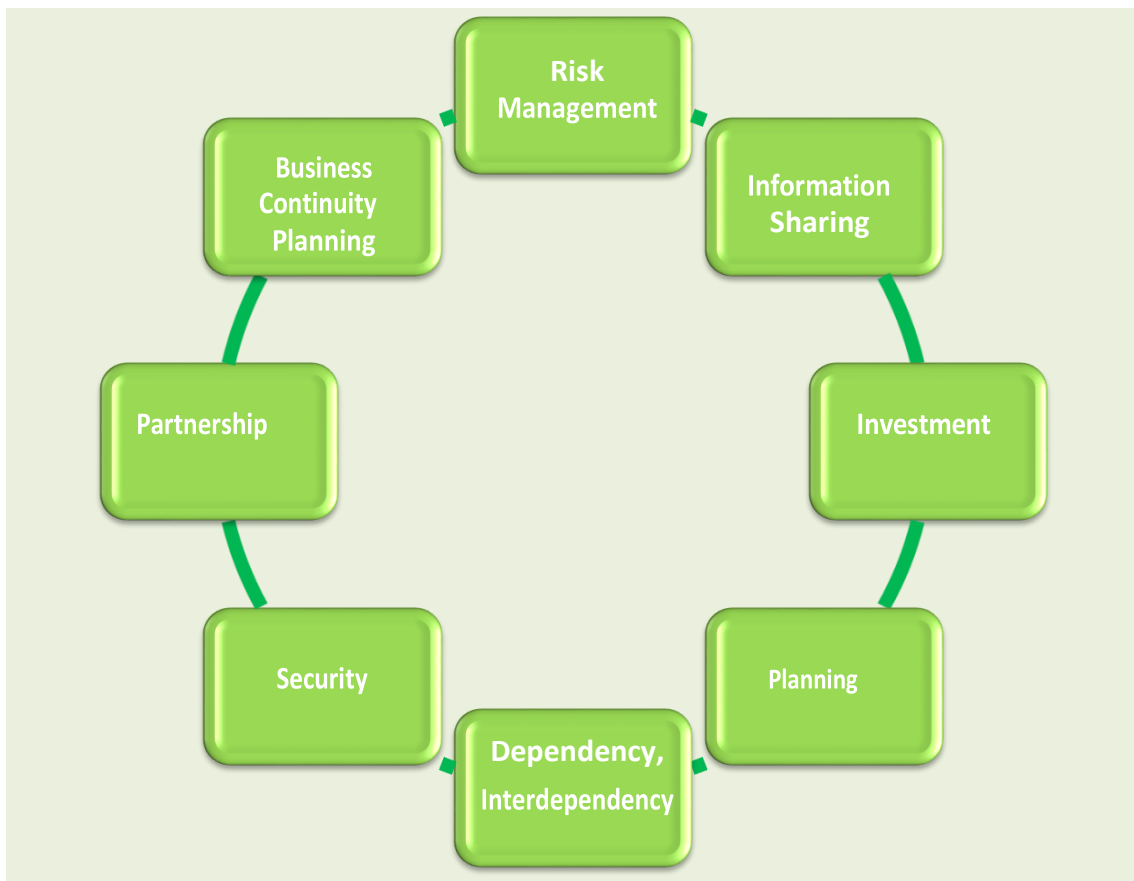 Risk
Management
Information
Sharing
Investment
Planning
Dependency,
Interdependency
Security
Partnership
Business
Continuity
Planning